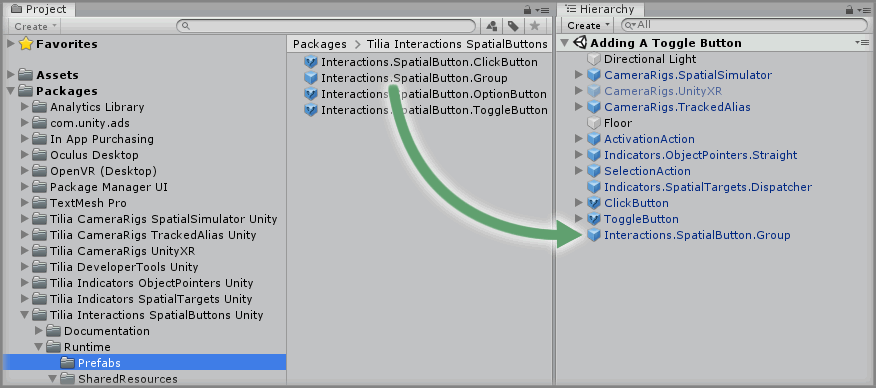 Project
Create
Favorites
Assets
Packages
Analytics Library
com.unity.ads
In App Purchasing
Oculus Desktop
OpenVR (Desktop)
Package Manager UI
TextMesh Pro
Tilia CameraRigs SpatialSimulator Unity
Tilia CameraRigs TrackedAlias Unity
Tilia CameraRigs UnityXR
Tilia DeveloperTools Unity
Tilia Indicators ObjectPointers Unity
Tilia Indicators SpatialTargets Unity
Tilia Interactions SpatialButtons Unity
Documentation
Runtime
Prefabs
SharedResources
Packages Tilia Interactions SpatialButtons
Interactions.SpatialButton.ClickButton
Interactions.SpatialButton.Group
Interactions.SpatialButton.OptionButton
Interactions.SpatialButton.ToggleButton
Hierarchy
Create All
Adding A Toggle Button
Directional Light
CameraRigs.SpatialSimulator
CameraRigs.UnityXR
CameraRigs.TrackedAlias
Floor
ActivationAction
Indicators.ObjectPointers.Straight
SelectionAction
Indicators.SpatialTargets.Dispatcher
ClickButton
ToggleButton
Interactions.SpatialButton.Group